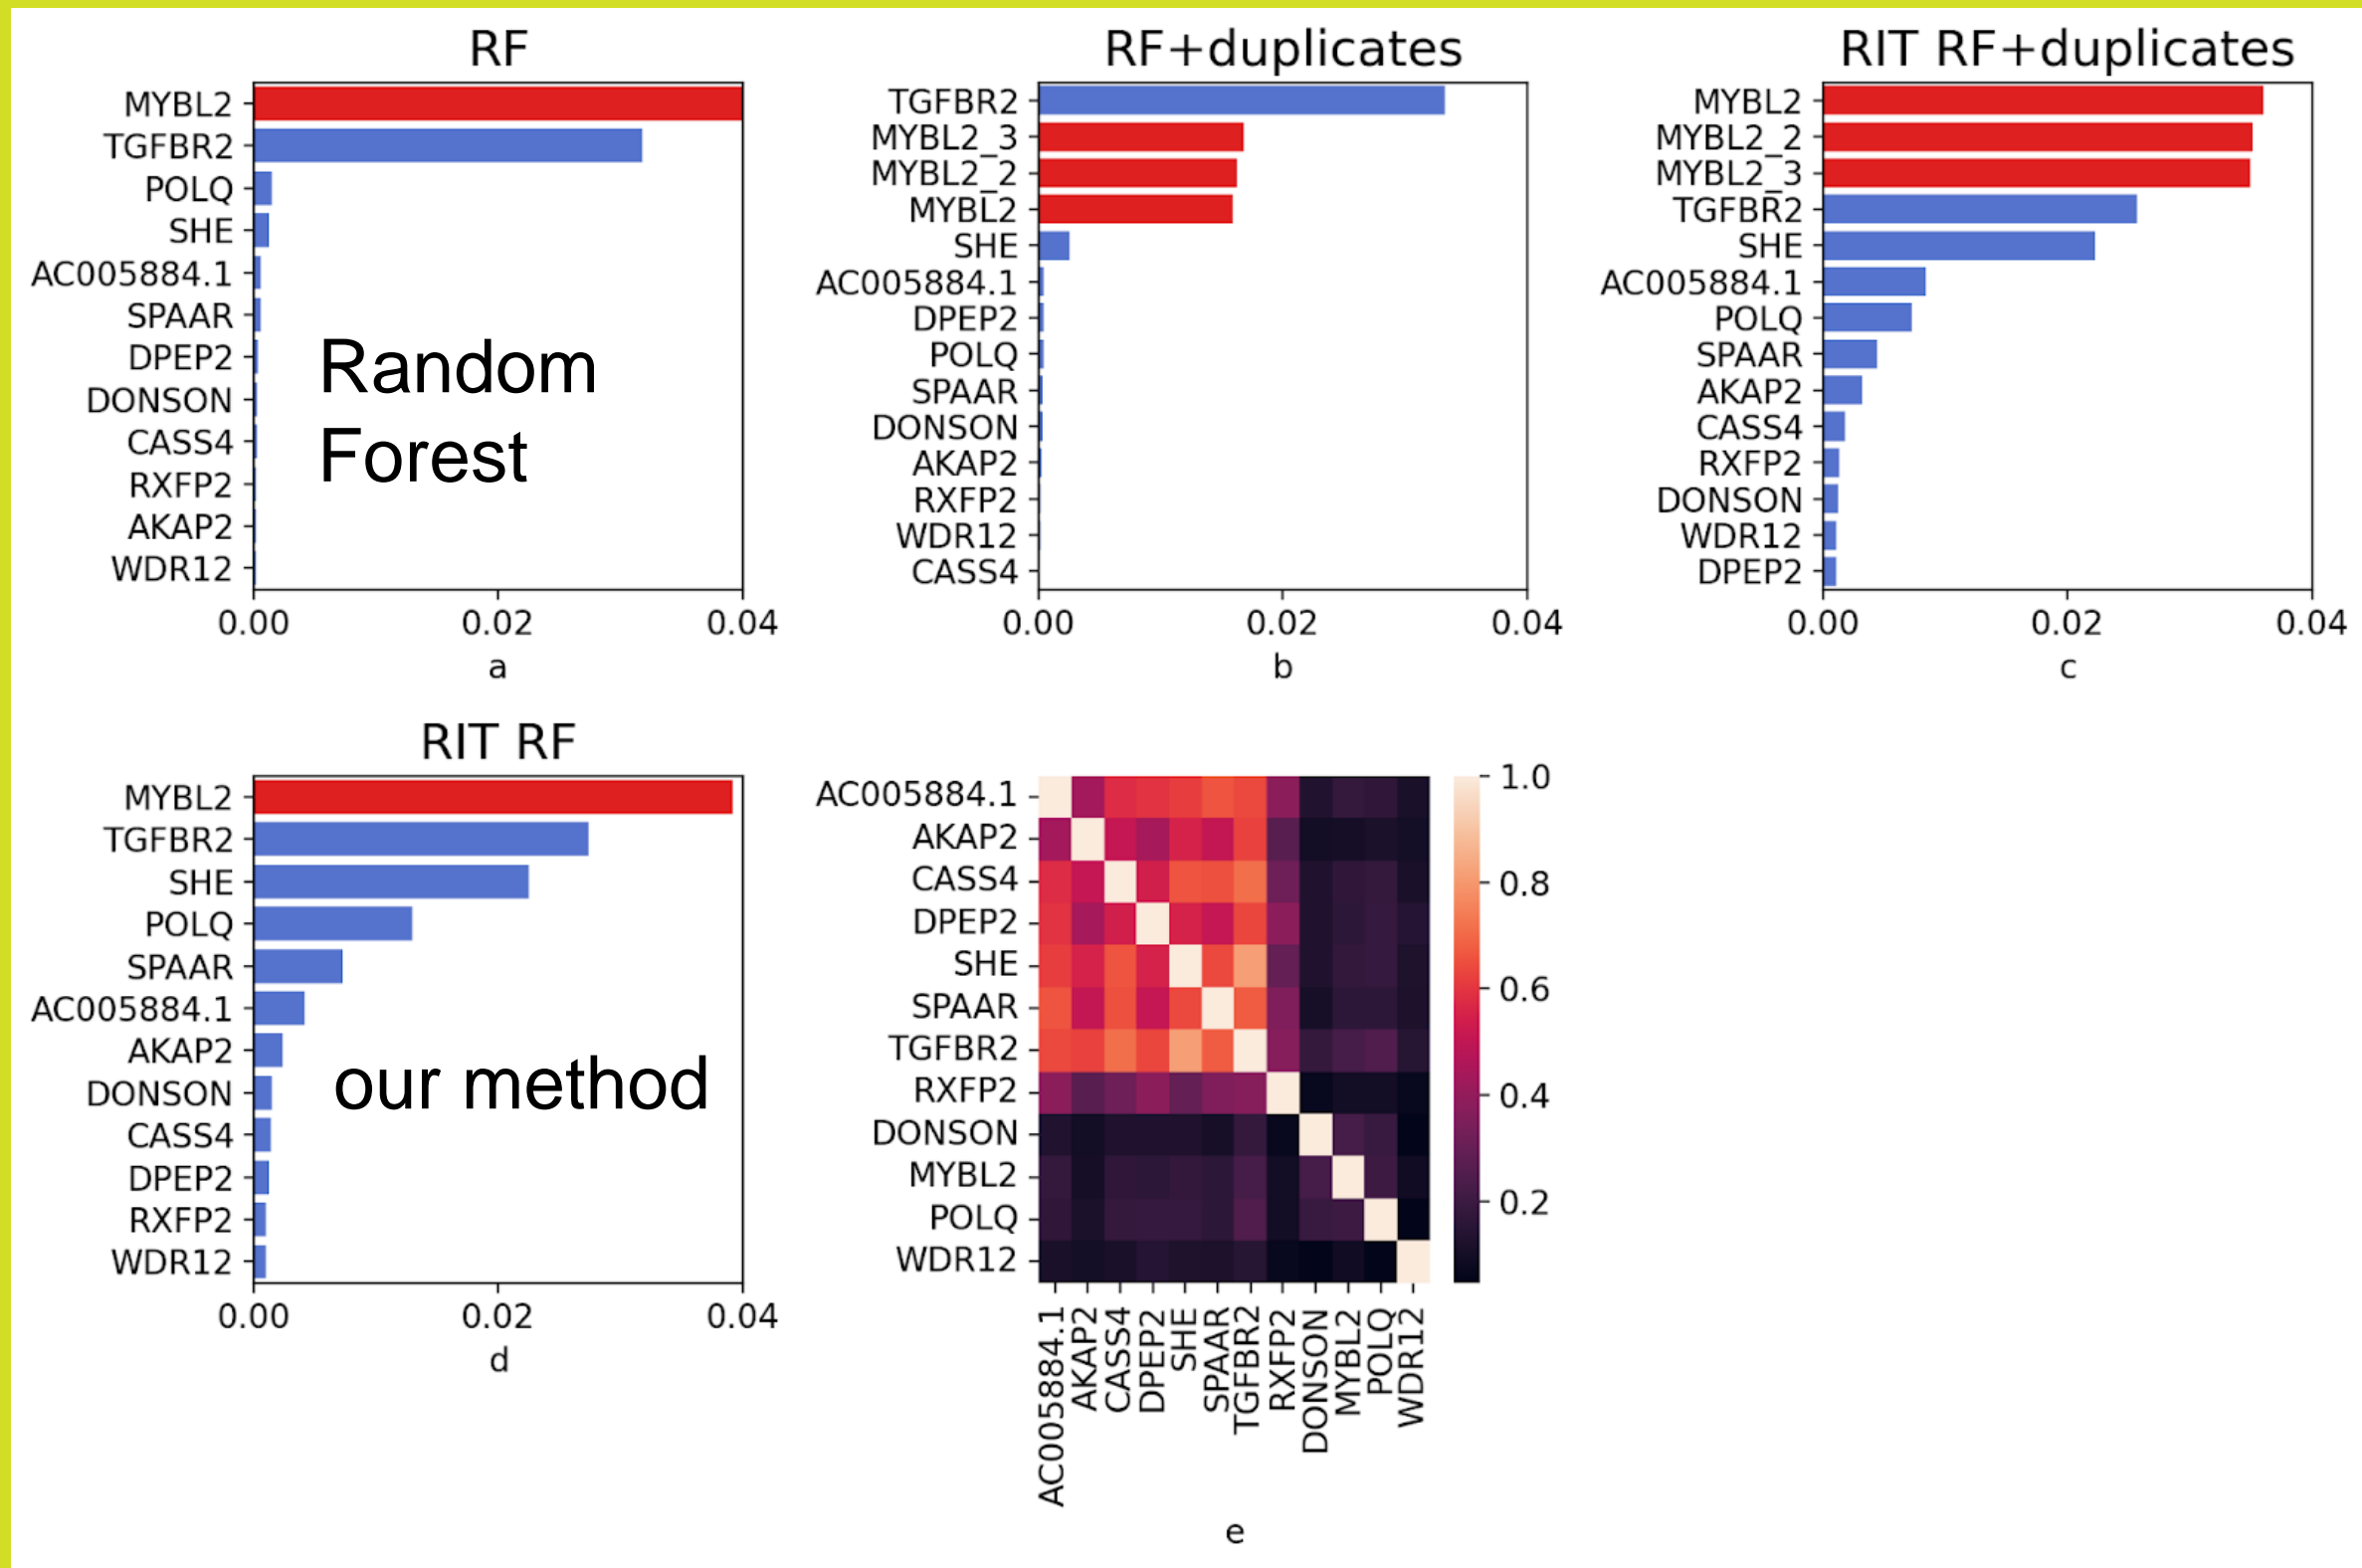 RF
MYBL2
TGFBR2
POLQ
SHE
AC005884.1
SPAAR
DPEP2
DONSON
CASS4
RXFP2
AKAP2
WDR12
Random
Forest
0.00 0.02 0.04
a
RF+duplicates
TGFBR2
MYBL2_3
MYBL2_2
MYBL2
SHE
AC005884.1
DPEP2
POLQ
SPAAR
DONSON
AKAP2
RXFP2
WDR12
CASS4
0.00 0.02 0.04
b
RIT RF+duplicates
MYBL2
MYBL2_2
MYBL2_3
TGFBR2
SHE
AC005884.1
POLQ
SPAAR
AKAP2
CASS4
RXFP2
DONSON
WDR12
DPEP2
0.00 0.02 0.04
c
RIT RF
MYBL2
TGFBR2
SHE
POLQ
SPAAR
AC005884.1
AKAP2
DONSON
CASS4
DPEP2
RXFP2
WDR12
our method
0.00 0.02 0.04
d
AC005884.1
AKAP2
CASS4
DPEP2
SHE
SPAAR
TGFBR2
RXFP2
DONSON
MYBL2
POLQ
WDR12
1.0
0.8
0.6
0.4
0.2
AC005884.1
AKAP2
CASS4
DPEP2
SHE
SPAAR
TGFBR2
RXFP2
DONSON
MYBL2
POLQ
WDR12
e